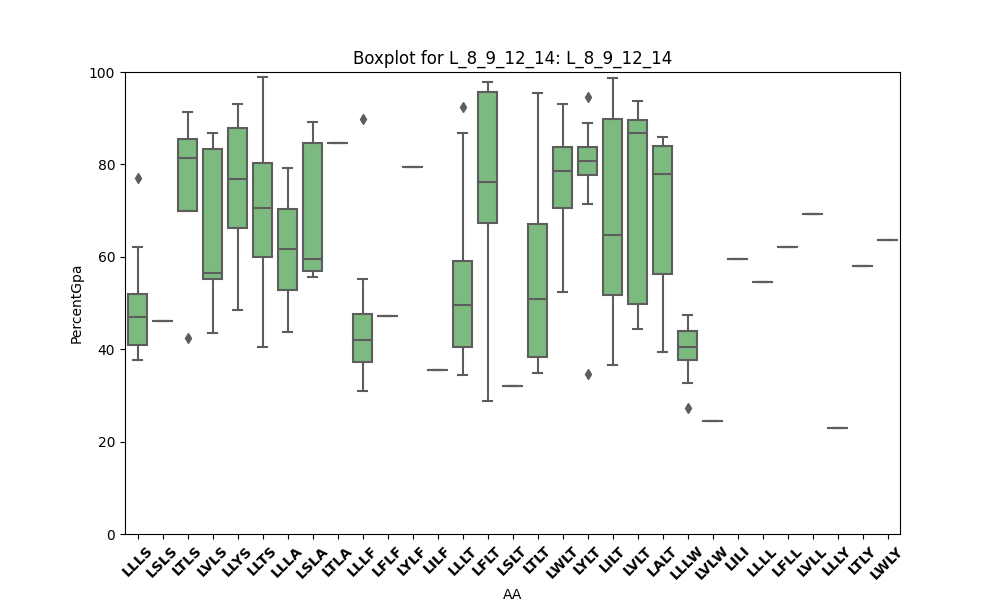 Boxplot for L_8_9_12_14: L_8_9_12_14
100
80
60
40
20
0
PercentGpa
LLLS LSLS LTLS LVLS LLYS LLTS LLLA LSLA LTLA LLLF LFLF LYLF LILF LLLT LFLT LSLT LTLT LWLT LYLT LILT LVLT LALT LLLW LVLW LILI LLLL LFLL LVLL LLLY LTLY LWLY
AA